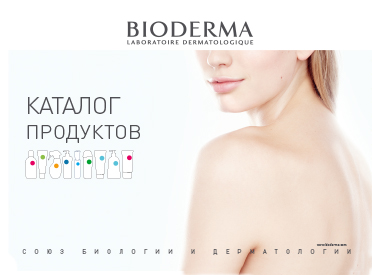 BIODERMA
LABORATOIRE DERMATOLOGIQUE
КАТАЛОГ
ПРОДУКТОВ
СОЮЗ БИОЛОГИИ И ДЕРМАТОЛОГИИ